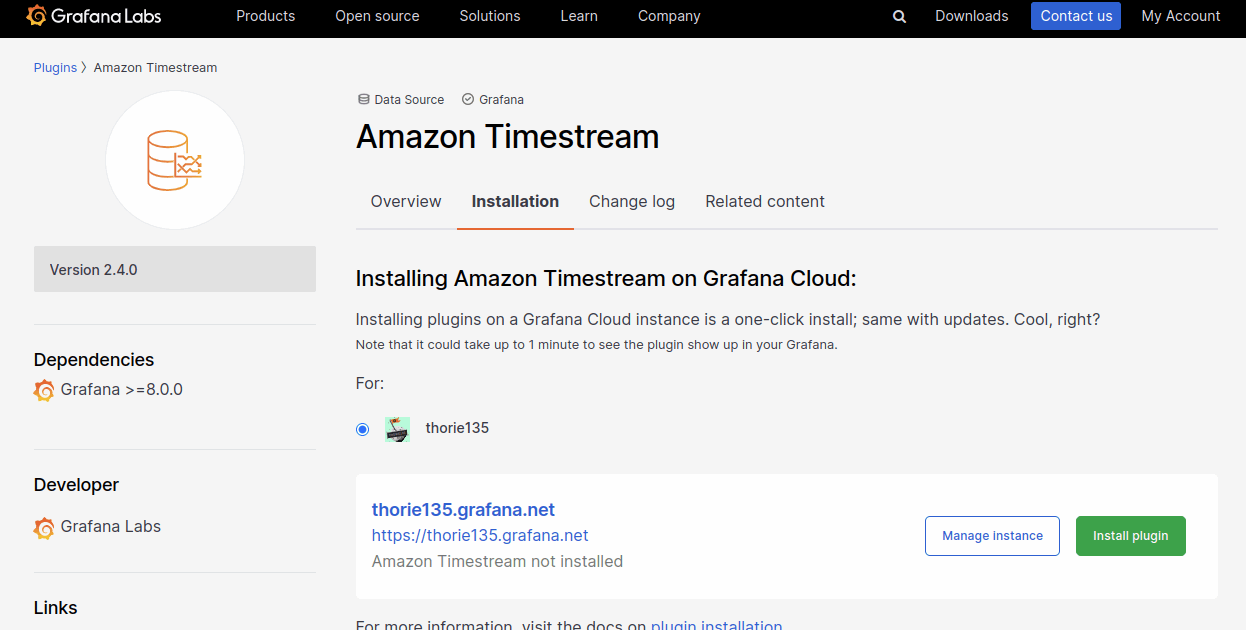 Grafana Labs
Products Open source Solutions Learn Company Downloads Contact us My Account
Plugins > Amazon Timestream
Data Source Grafana
Amazon Timestream
Overview Installation Change log Related content
Version 2.4.0
Dependencies
Grafana >=8.0.0
Developer
Grafana Labs
Links
Installing Amazon Timestream on Grafana Cloud:
Installing plugins on a Grafana Cloud instance is a one-click install; same with updates. Cool, right?
Note that it could take up to 1 minute to see the plugin show up in your Grafana.
For:
thorie135
thorie135.grafana.net
https://thorie135.grafana.net
Amazon Timestream not installed
Manage instance Install plugin
For more information, visit the docs on plugin installation